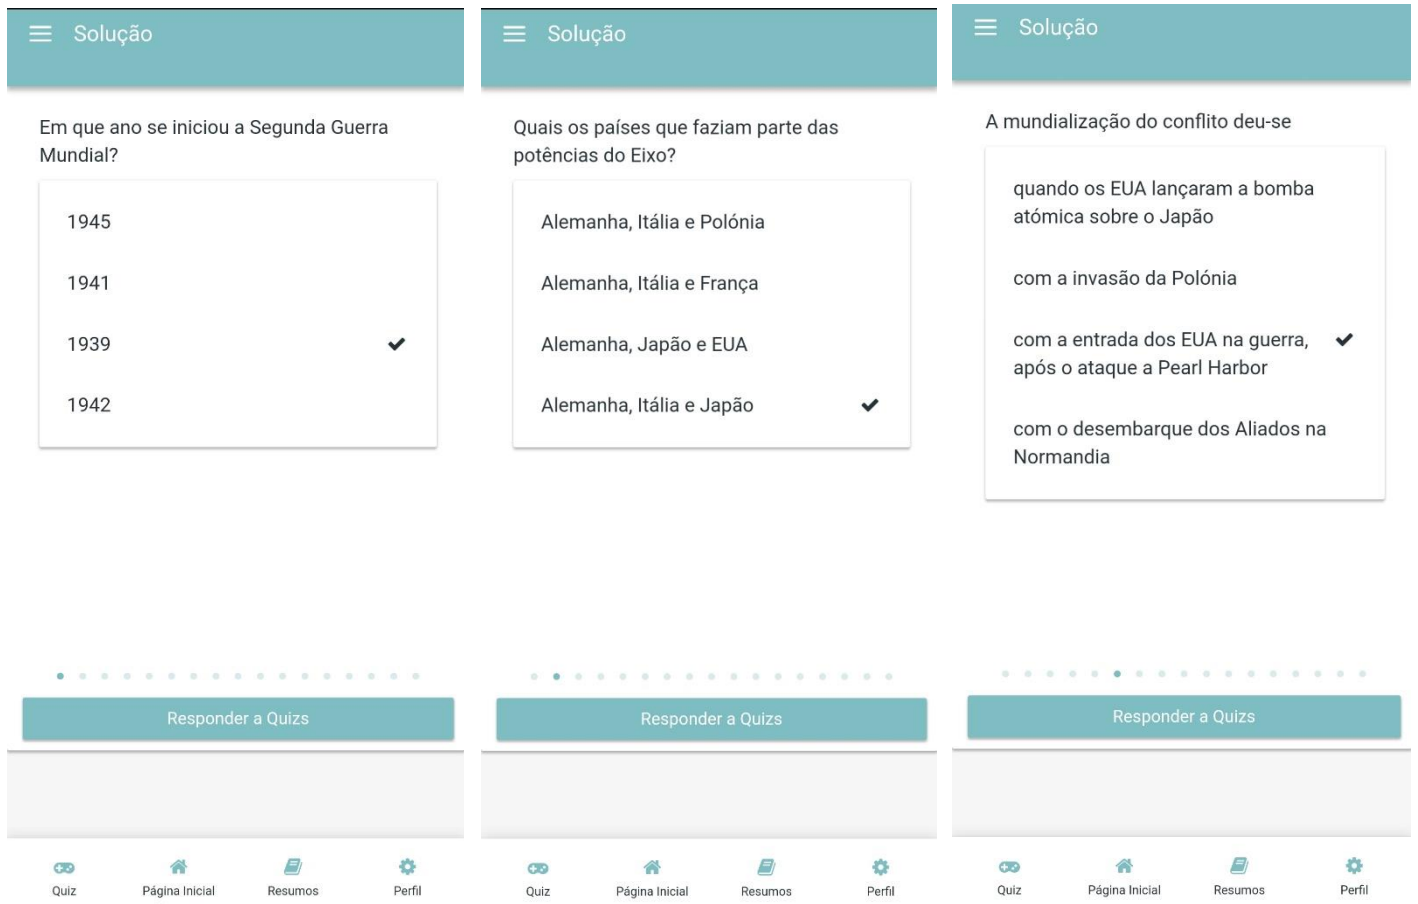 Solução
Em que ano se iniciou a Segunda Guerra
Mundial?
1945
1941
1939
1942
Responder a Quizs
Quiz
Página Inicial
Resumos
Perfil
Solução
Quais os países que faziam parte das
potências do Eixo?
Alemanha, Itália e Polónia
Alemanha, Itália e França
Alemanha, Japão e EUA
Alemanha, Itália e Japão
Responder a Quizs
Quiz
Página Inicial
Resumos
Perfil
Solução
A mundialização do conflito deu-se
quando os EUA lançaram a bomba
atómica sobre o Japão
com a invasão da Polónia
com a entrada dos EUA na guerra,
após o ataque a Pearl Harbor
com o desembarque dos Aliados na
Normandia
Responder a Quizs
Quiz
Página Inicial
Resumos
Perfil